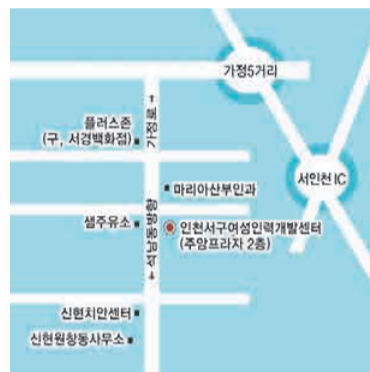 가정5거리
가정로→
플러스존
(구, 서경백화점)
마리아산부인과
서인천 IC
샘주유소
인천서구여성인력개발센터
(주앙프라자 2층)
←석남동방향
신현치안센터
신현원창동사무소